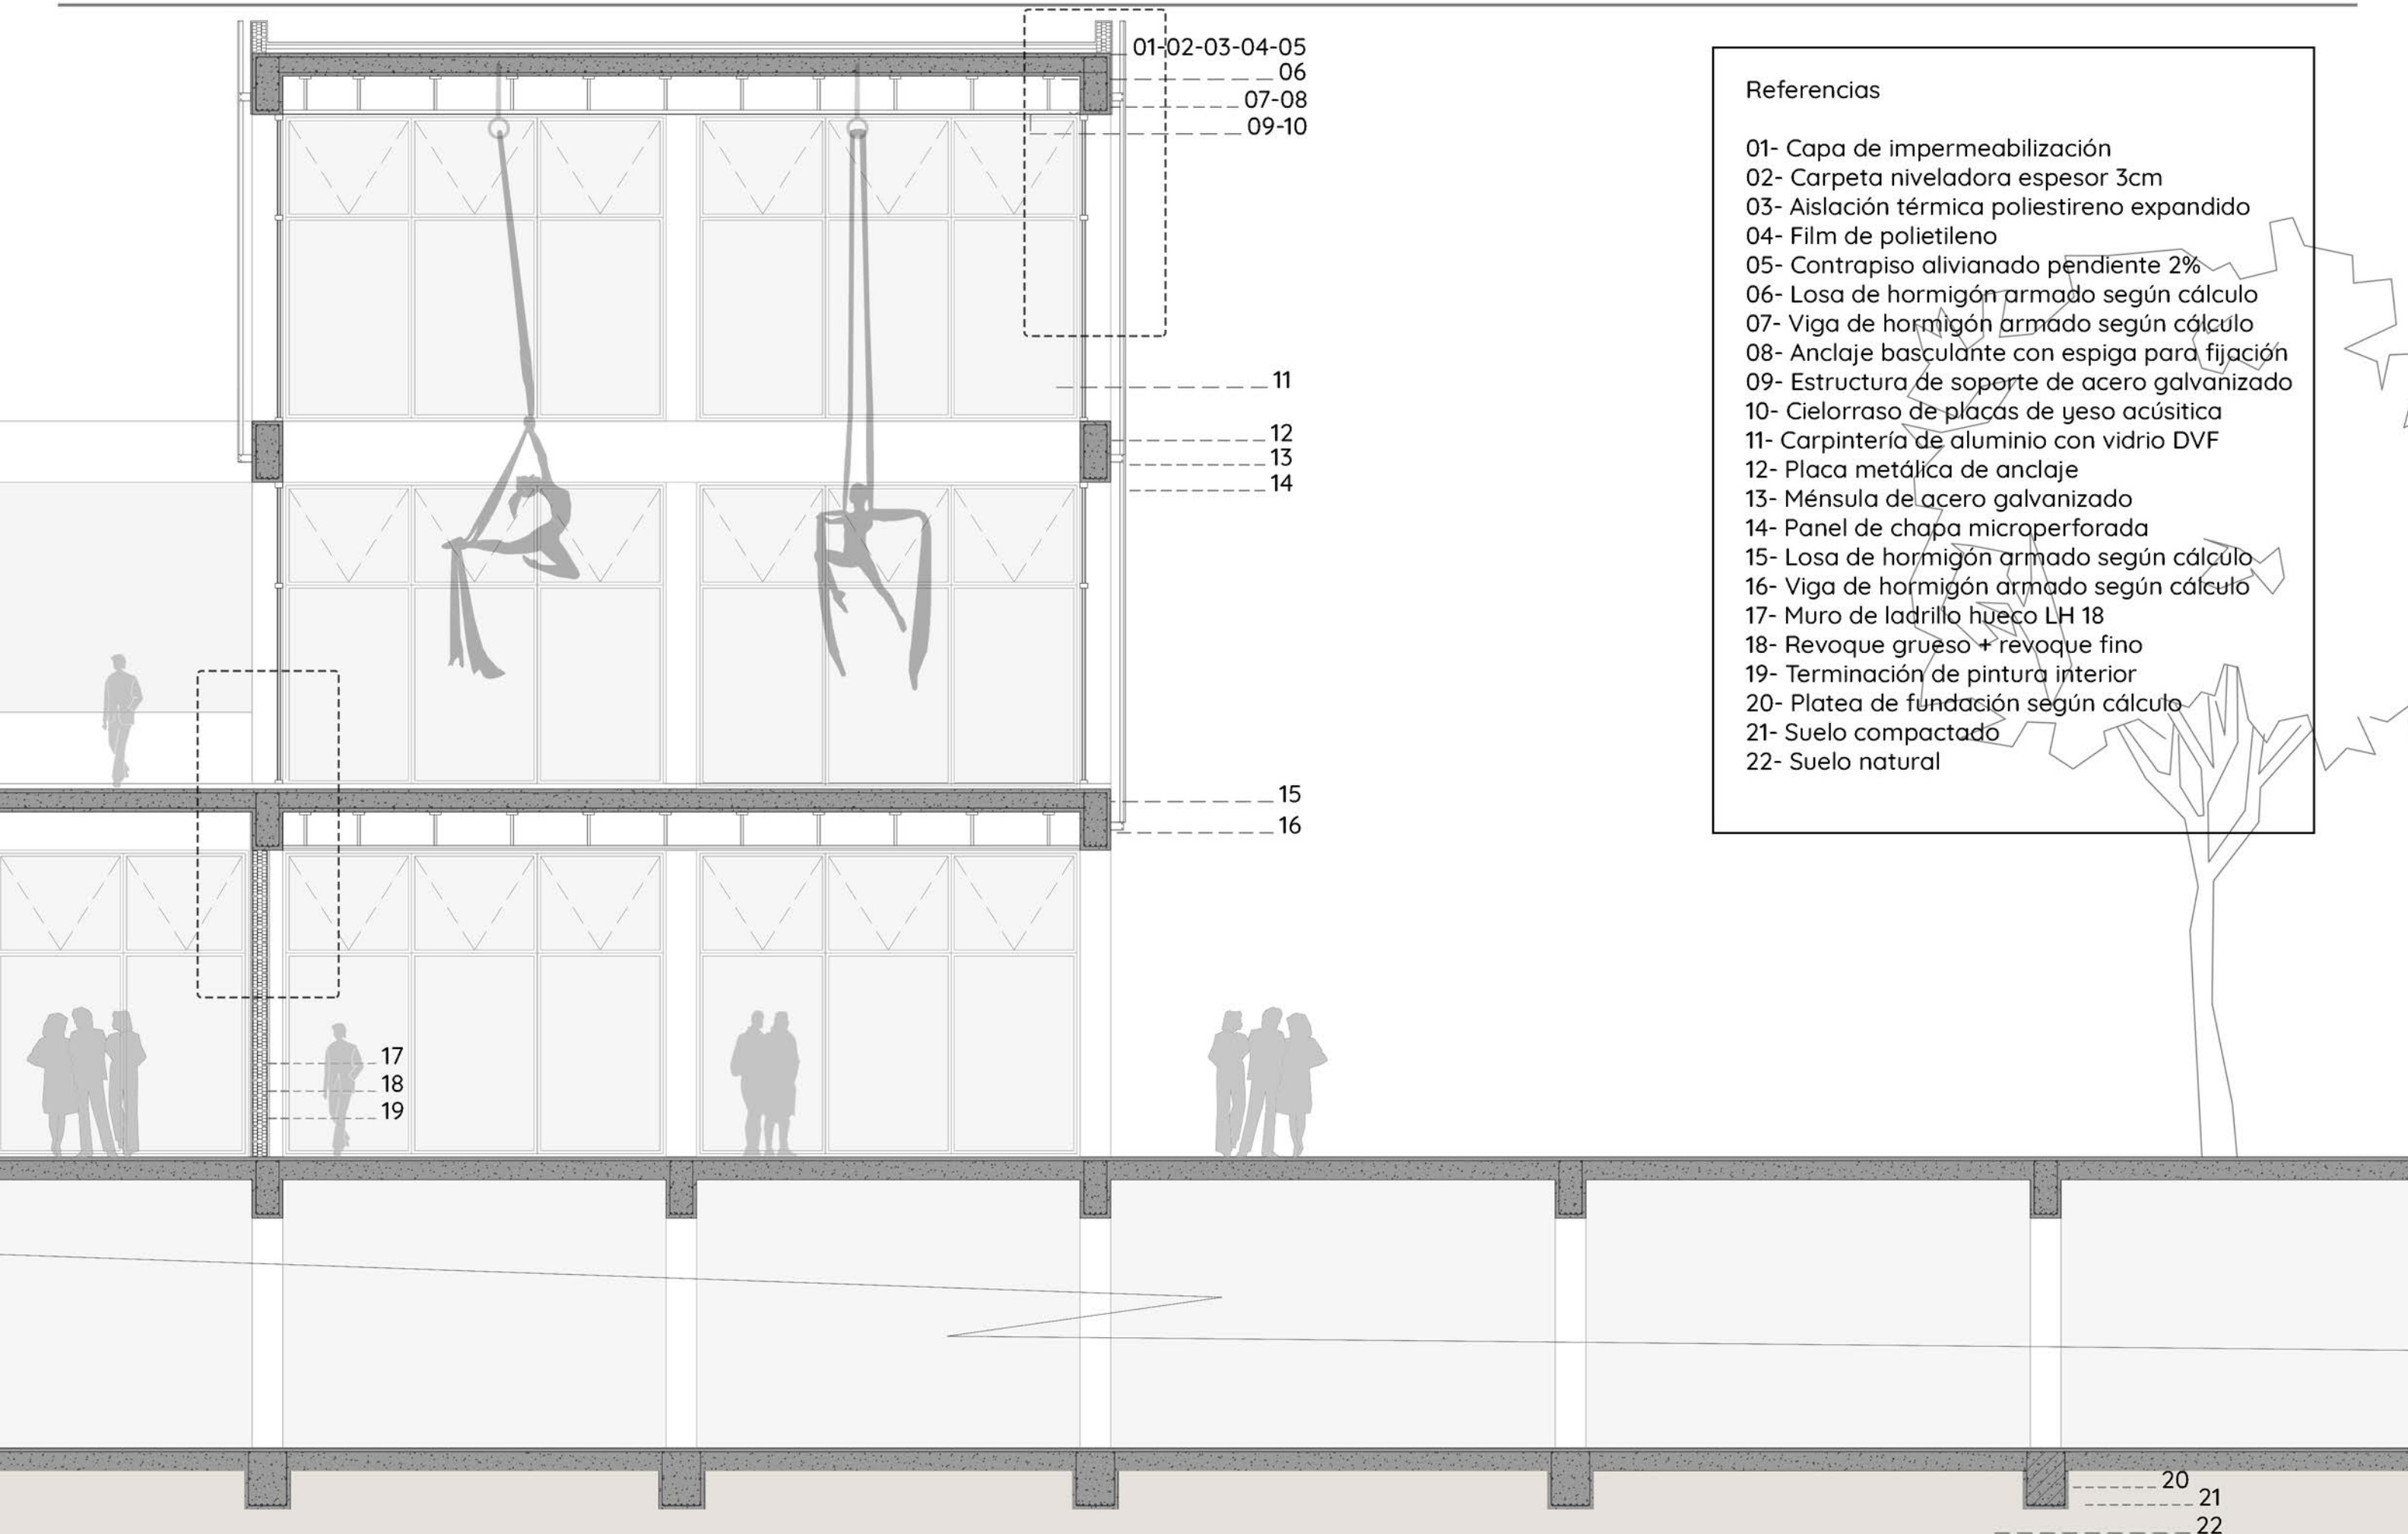 01-02-03-04-05
06
07-08
09-10
11
12
13
14
15
16
17
18
19
20
21
22
Referencias
01- Capa de impermeabilización
02- Carpeta niveladora espesor 3cm
03- Aislación térmica poliestireno expandido
04- Film de polietileno
05- Contrapiso alivianado pendiente 2%
06- Losa de hormigón armado según cálculo
07- Viga de hormigón armado según cálculo
08- Anclaje basculante con espiga para fijación
09- Estructura de soporte de acero galvanizado
10- Cielorraso de placas de yeso acúsitica
11- Carpintería de aluminio con vidrio DVF
12- Placa metálica de anclaje
13- Ménsula de acero galvanizado
14- Panel de chapa microperforada
15- Losa de hormigón armado según cálculo
16- Viga de hormigón armado según cálculo
17- Muro de ladrillo hueco LH 18
18- Revoque grueso + revoque fino
19- Terminación de pintura interior
20- Platea de fundación según cálculo
21- Suelo compactado
22- Suelo natural